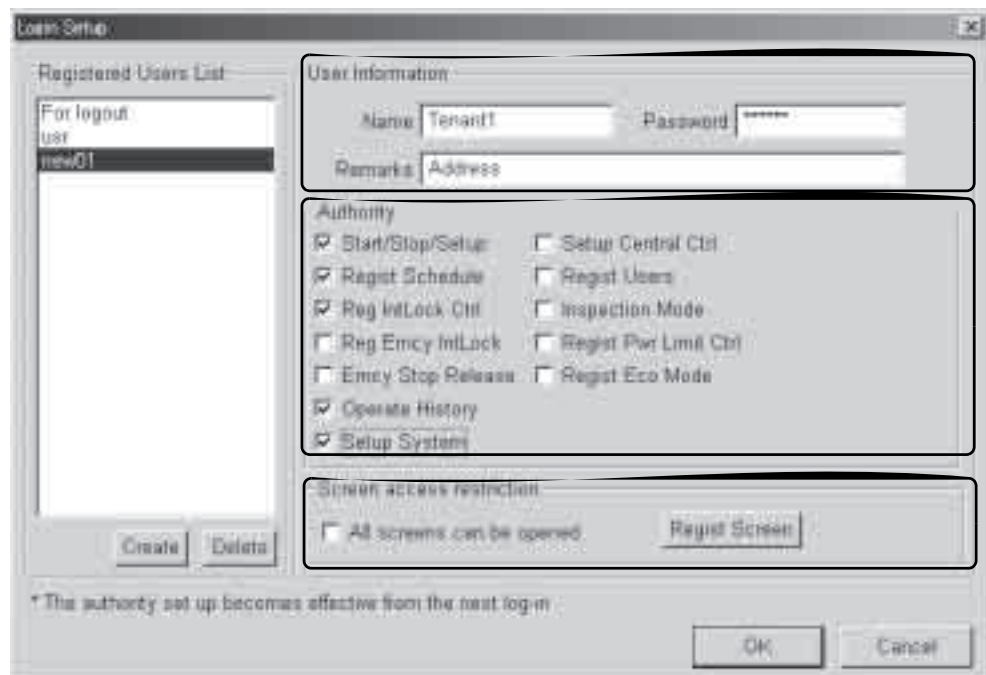 Login Setup
Registered Users List
For logout
usr
new01
Create
Delete
User Information
Name Tenant1 Password ******
Remarks Address
Authority
Start/Stop/Setup
Regist Schedule
Reg IntLock Ctrl
Reg Emcy IntLock
Emcy Stop Release
Operate History
Setup System
Setup Central Ctrl
Regist Users
Inspection Mode
Regist Pwr Limit Ctrl
Regist Eco Mode
Screen access restriction
All screens can be opened
Regist Screen
* The authority set up becomes effective from the next log-in
OK
Cancel